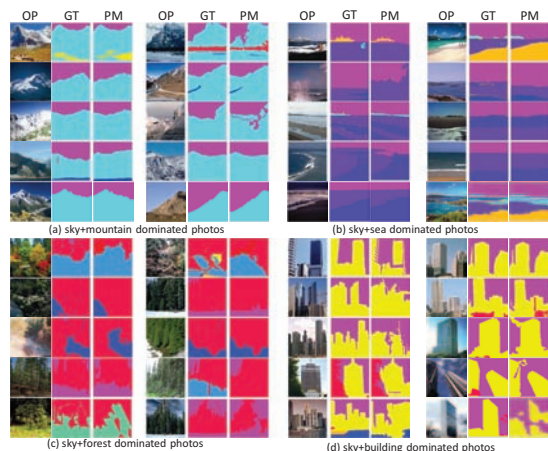 OP GT PM OP GT PM OP GT PM OP GT PM
(a) sky+mountain dominated photos
(b) sky+sea dominated photos
(c) sky+forest dominated photos
(d) sky+building dominated photos